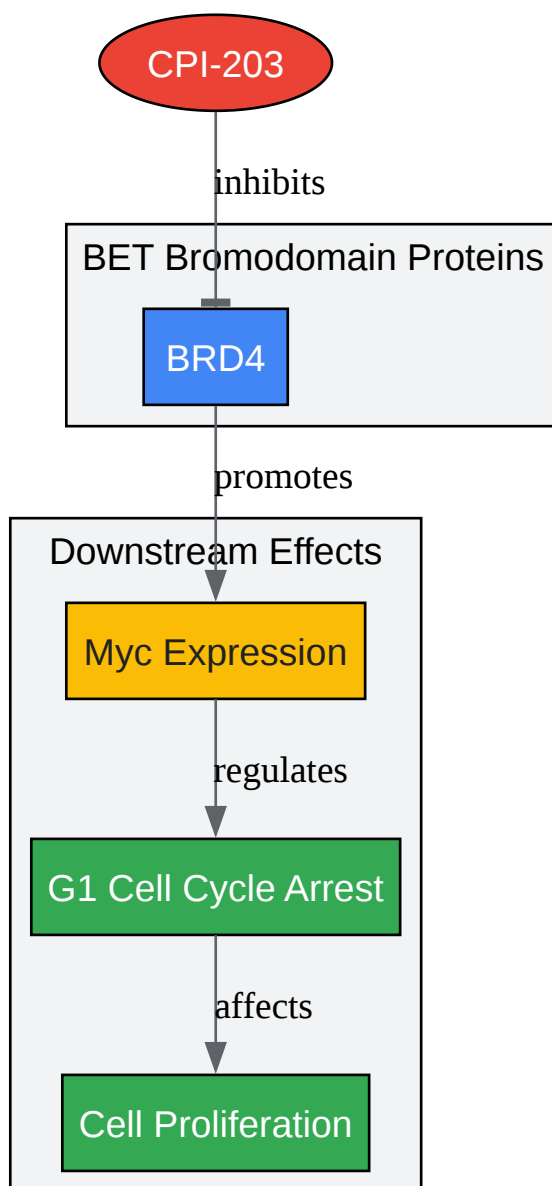 CPI-203
inhibits
BET Bromodomain Proteins
BRD4
promotes
Downstream Effects
Myc Expression
regulates
G1 Cell Cycle Arrest
affects
Cell Proliferation